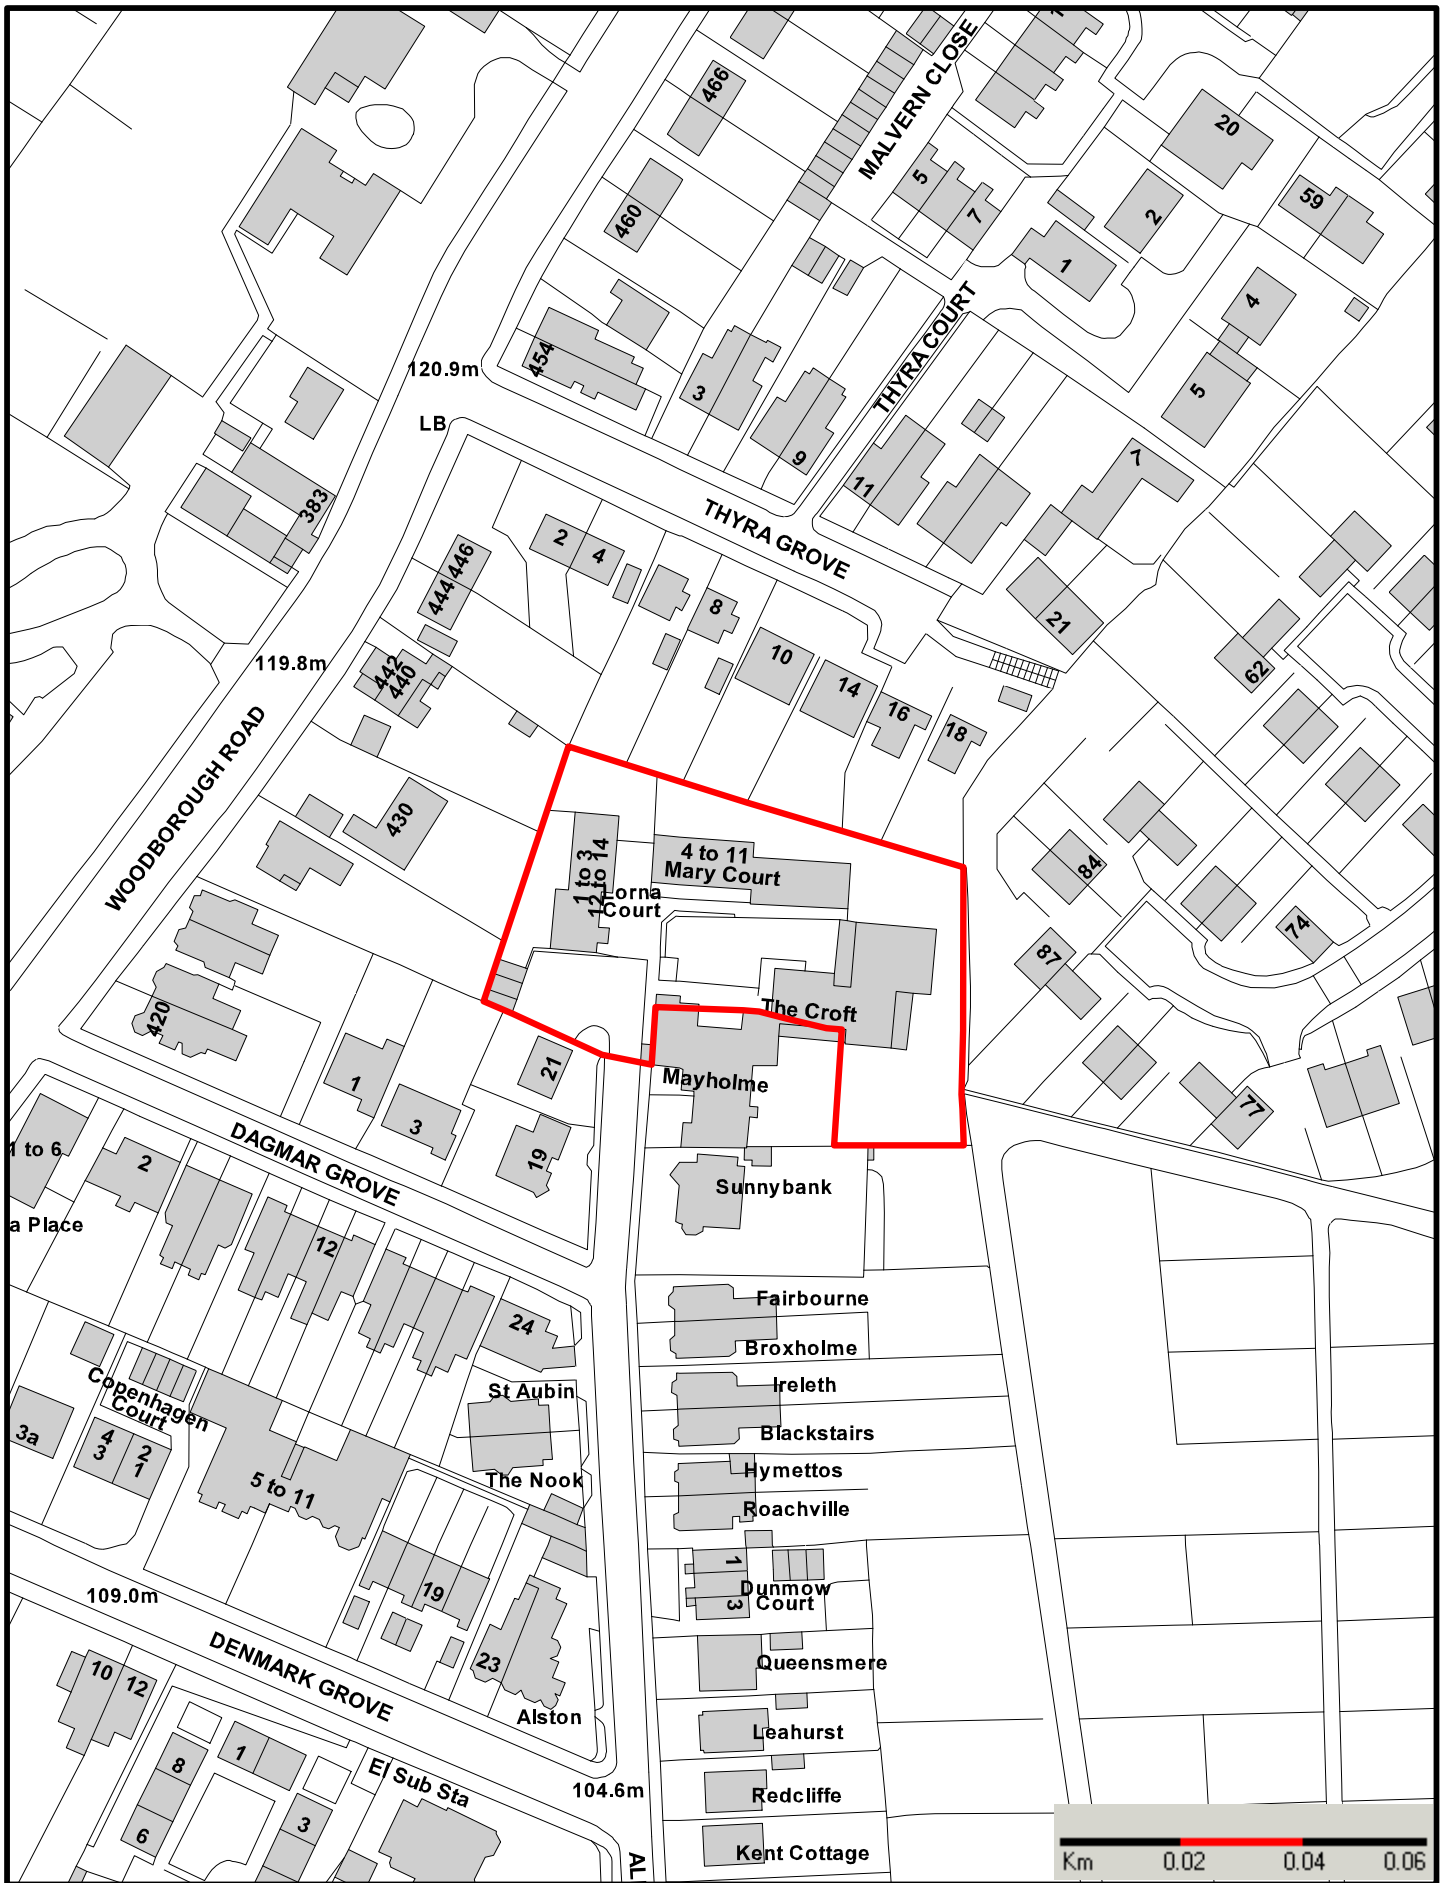 MALVERN CLOSE
466
20
5
7
2
59
460
1
4
THYRA COURT
454
120.9m
3
5
LB
9
7
11
383
THYRA GROVE
2
4
446
444
8
21
10
119.8m
442
440
14
62
16
18
WOODBOROUGH ROAD
430
4 to 11
Mary Court
1 to 3
12 to 14
Lorna
Court
84
74
87
The Croft
420
21
Mayholme
1
3
77
DAGMAR GROVE
1 to 6
2
19
Sunnybank
a Place
12
Fairbourne
24
Broxholme
Copenhagen
Court
St Aubin
Ireleth
3a
4
3
2
1
Blackstairs
The Nook
Hymettos
5 to 11
Roachville
109.0m
19
1
Dunmow
Court
3
DENMARK GROVE
10
12
23
Queensmere
Alston
Leahurst
8
1
El Sub Sta
104.6m
Redcliffe
6
3
Kent Cottage
AL
Km 0.02 0.04 0.06